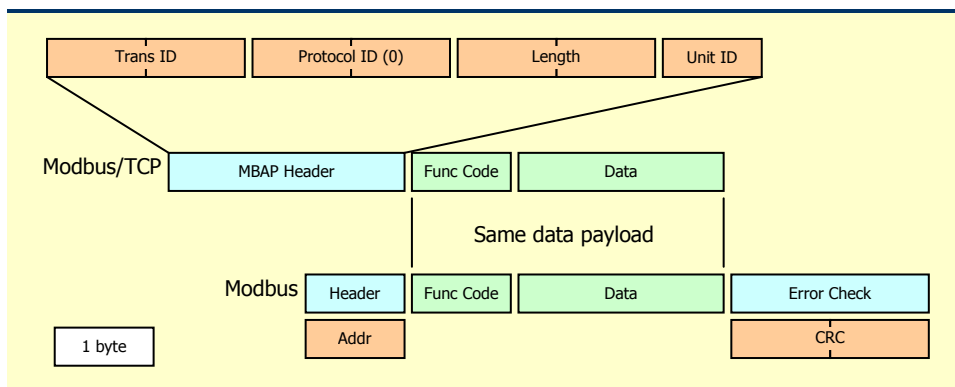 Trans ID
Protocol ID (0)
Length
Unit ID
Modbus/TCP
MBAP Header
Func Code
Data
Same data payload
Modbus
Header
Func Code
Data
Error Check
1 byte
Addr
CRC